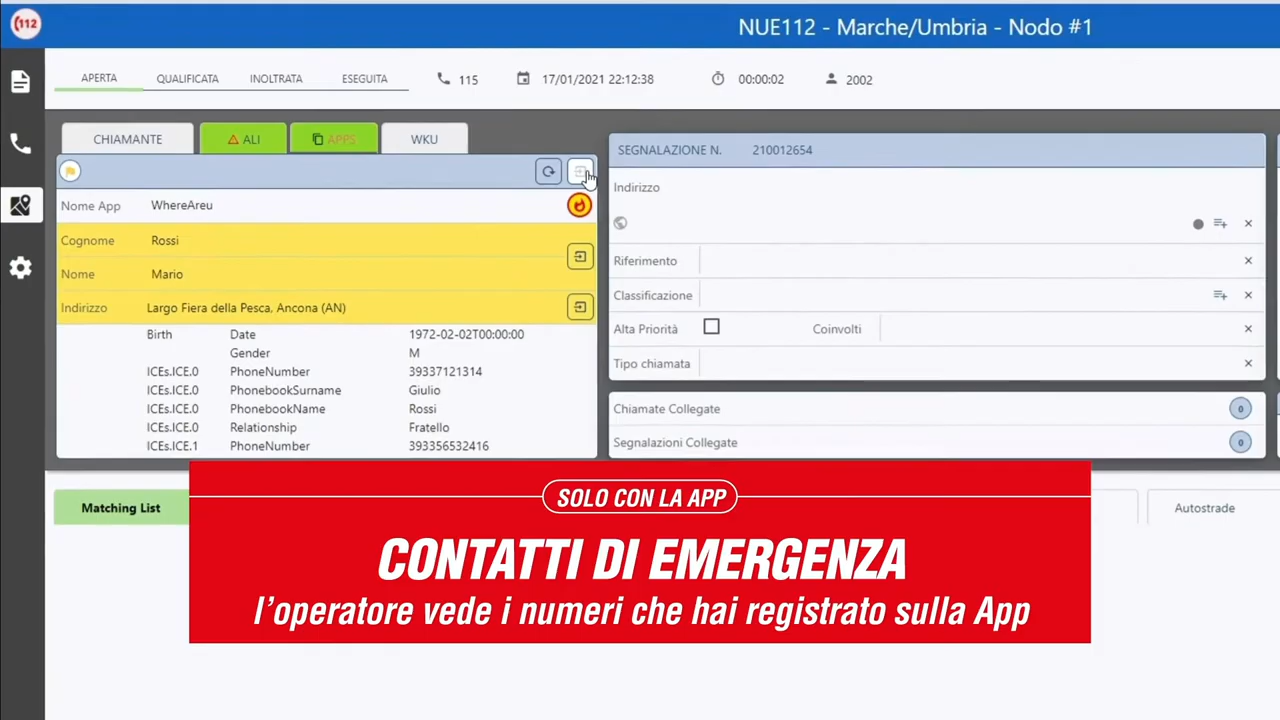 112
NUE112 - Marche/Umbria - Nodo #1
APERTA QUALIFICATA INOLTRATA ESEGUITA 115 17/01/2021 22:12:38 00:00:02 2002
CHIAMANTE ALI APPS WKU
Nome App WhereAreu
Cognome Rossi
Nome Mario
Indirizzo Largo Fiera della Pesca, Ancona (AN)
Birth Date 1972-02-02T00:00:00
Gender M
ICEs.ICE.0 PhoneNumber 39337121314
ICEs.ICE.0 PhonebookSurname Giulio
ICEs.ICE.0 PhonebookName Rossi
ICEs.ICE.0 Relationship Fratello
ICEs.ICE.1 PhoneNumber 393356532416
SEGNALAZIONE N. 210012654
Indirizzo
Riferimento
Classificazione
Alta Priorità Coinvolti
Tipo chiamata
Chiamate Collegate 0
Segnalazioni Collegate 0
Matching List
Autostrade
SOLO CON LA APP
CONTATTI DI EMERGENZA
l'operatore vede i numeri che hai registrato sulla App